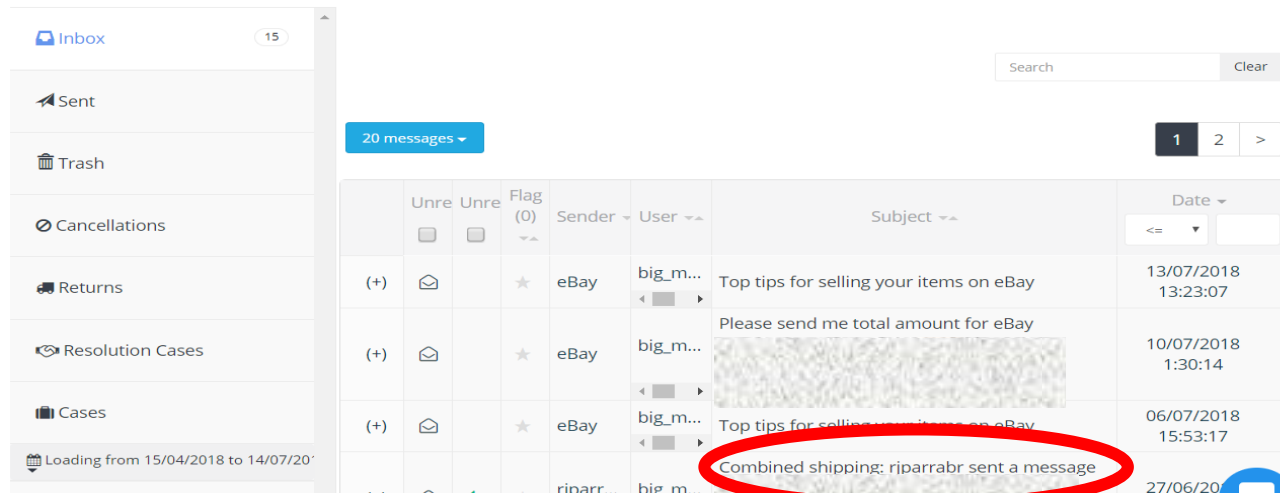 Inbox 15
Sent
Trash
Cancellations
Returns
Resolution Cases
Cases
Loading from 15/04/2018 to 14/07/20
Search Clear
20 messages
1 2 >
Unre Unre Flag (0) Sender User Subject Date
<=
(+) eBay big_m... Top tips for selling your items on eBay 13/07/2018 13:23:07
(+) eBay big_m... Please send me total amount for eBay 10/07/2018 1:30:14
(+) eBay big_m... Top tips for selling your items on eBay 06/07/2018 15:53:17
riparr... big_m... Combined shipping: rjparrabr sent a message 27/06/20